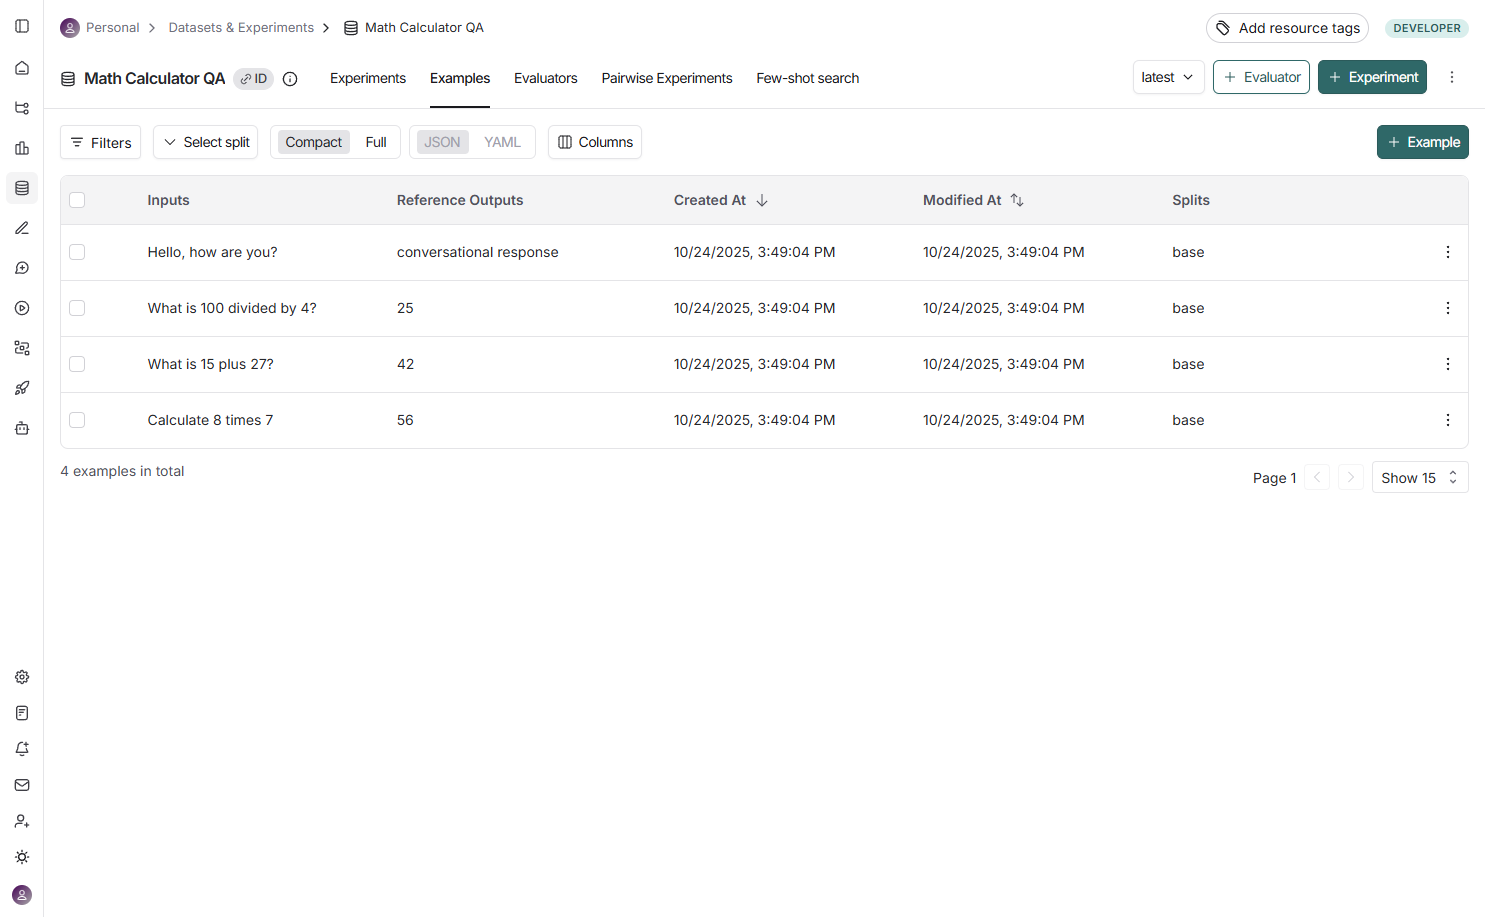 Personal > Datasets & Experiments > Math Calculator QA
Add resource tags
DEVELOPER
Math Calculator QA
ID
Experiments
Examples
Evaluators
Pairwise Experiments
Few-shot search
latest
+ Evaluator
+ Experiment
Filters
Select split
Compact
Full
JSON
YAML
Columns
+ Example
Inputs Reference Outputs Created At Modified At Splits
Hello, how are you? conversational response 10/24/2025, 3:49:04 PM 10/24/2025, 3:49:04 PM base
What is 100 divided by 4? 25 10/24/2025, 3:49:04 PM 10/24/2025, 3:49:04 PM base
What is 15 plus 27? 42 10/24/2025, 3:49:04 PM 10/24/2025, 3:49:04 PM base
Calculate 8 times 7 56 10/24/2025, 3:49:04 PM 10/24/2025, 3:49:04 PM base
4 examples in total
Page 1
Show 15